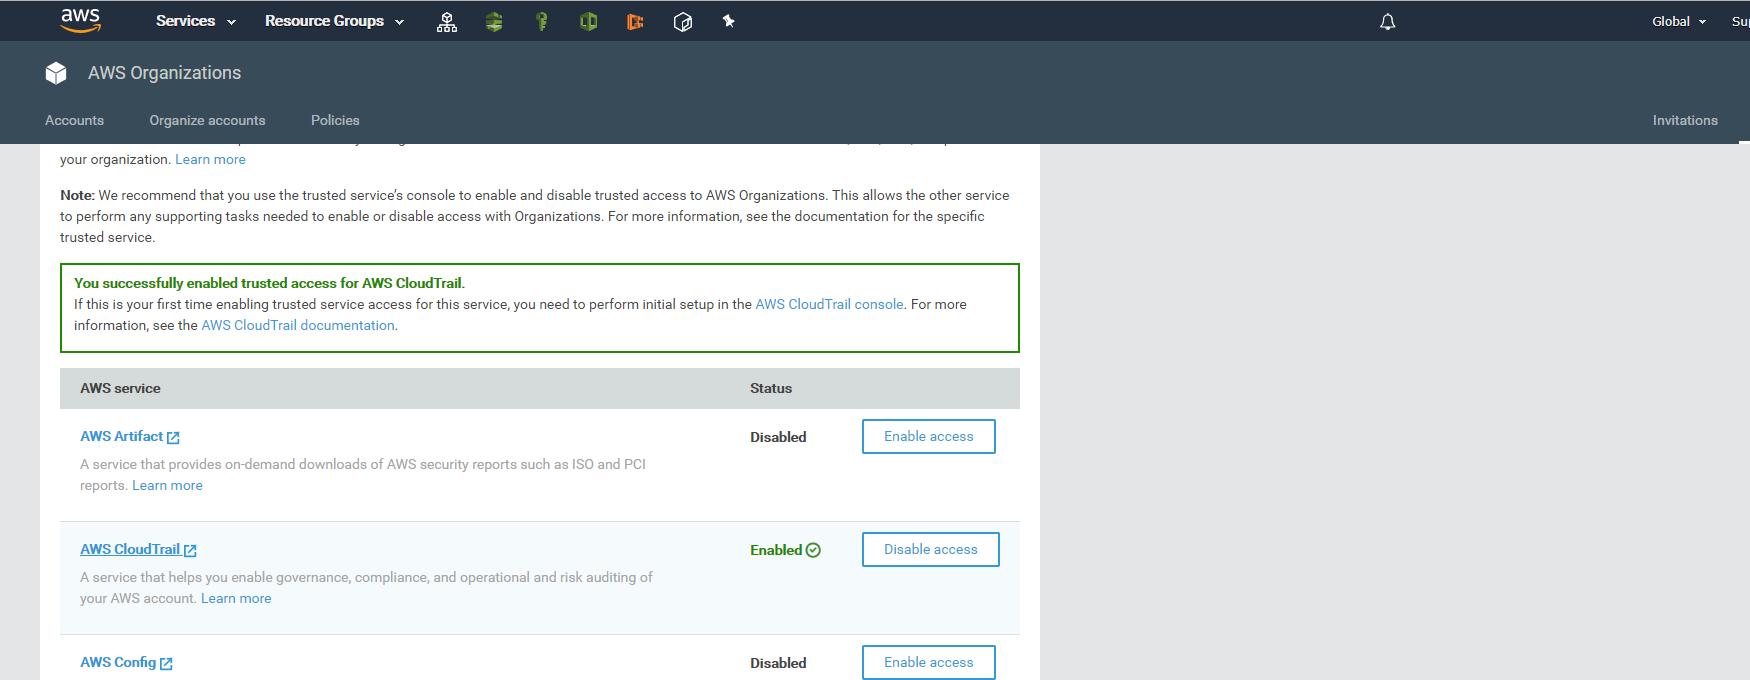 aws
Services
Resource Groups
Global
Su
AWS Organizations
Accounts
Organize accounts
Policies
Invitations
your organization. Learn more
Note: We recommend that you use the trusted service's console to enable and disable trusted access to AWS Organizations. This allows the other service
to perform any supporting tasks needed to enable or disable access with Organizations. For more information, see the documentation for the specific
trusted service.
You successfully enabled trusted access for AWS CloudTrail.
If this is your first time enabling trusted service access for this service, you need to perform initial setup in the AWS CloudTrail console. For more
information, see the AWS CloudTrail documentation.
AWS service Status
AWS Artifact Disabled Enable access
A service that provides on-demand downloads of AWS security reports such as ISO and PCI
reports. Learn more
AWS CloudTrail Enabled Disable access
A service that helps you enable governance, compliance, and operational and risk auditing of
your AWS account. Learn more
AWS Config Disabled Enable access